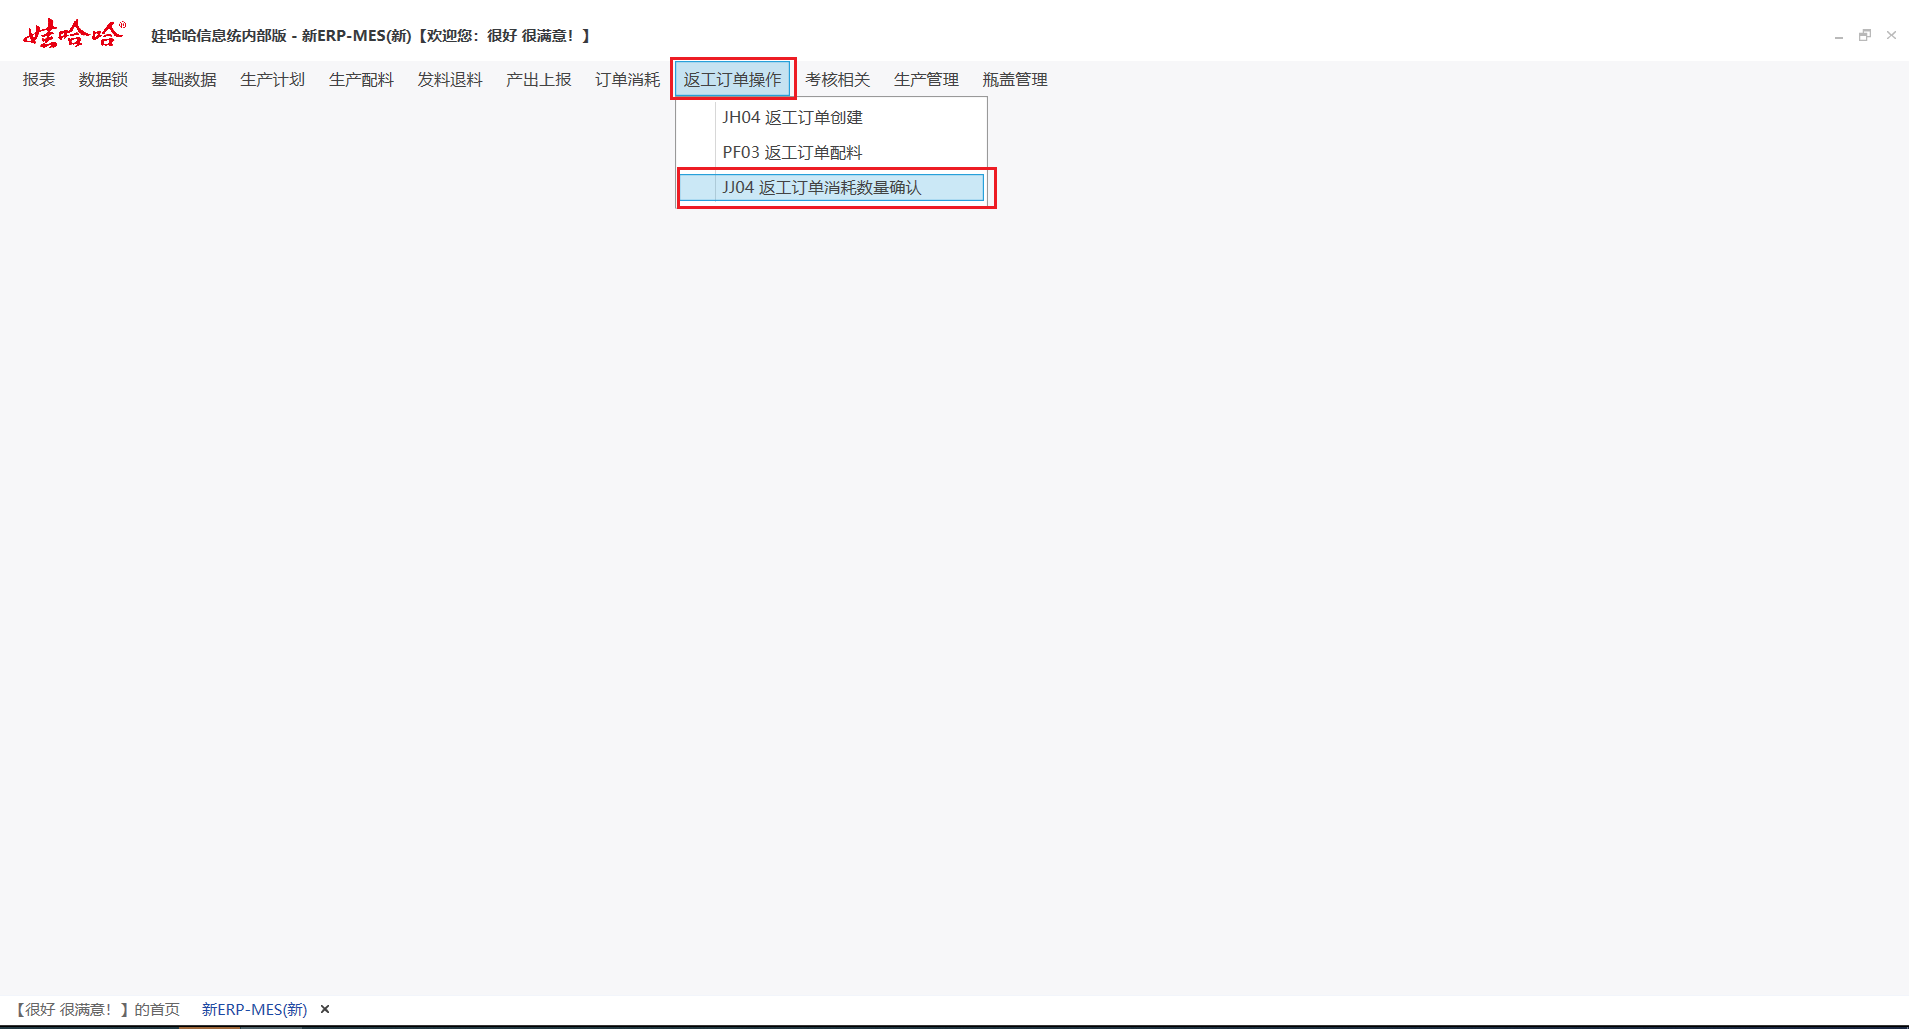 娃哈哈®
娃哈哈信息统内部版 - 新ERP-MES(新)【欢迎您：很好 很满意！】
报表 数据锁 基础数据 生产计划 生产配料 发料退料 产出上报 订单消耗 返工订单操作 考核相关 生产管理 瓶盖管理
JH04 返工订单创建
PF03 返工订单配料
JJ04 返工订单消耗数量确认
【很好 很满意！】的首页 新ERP-MES(新)